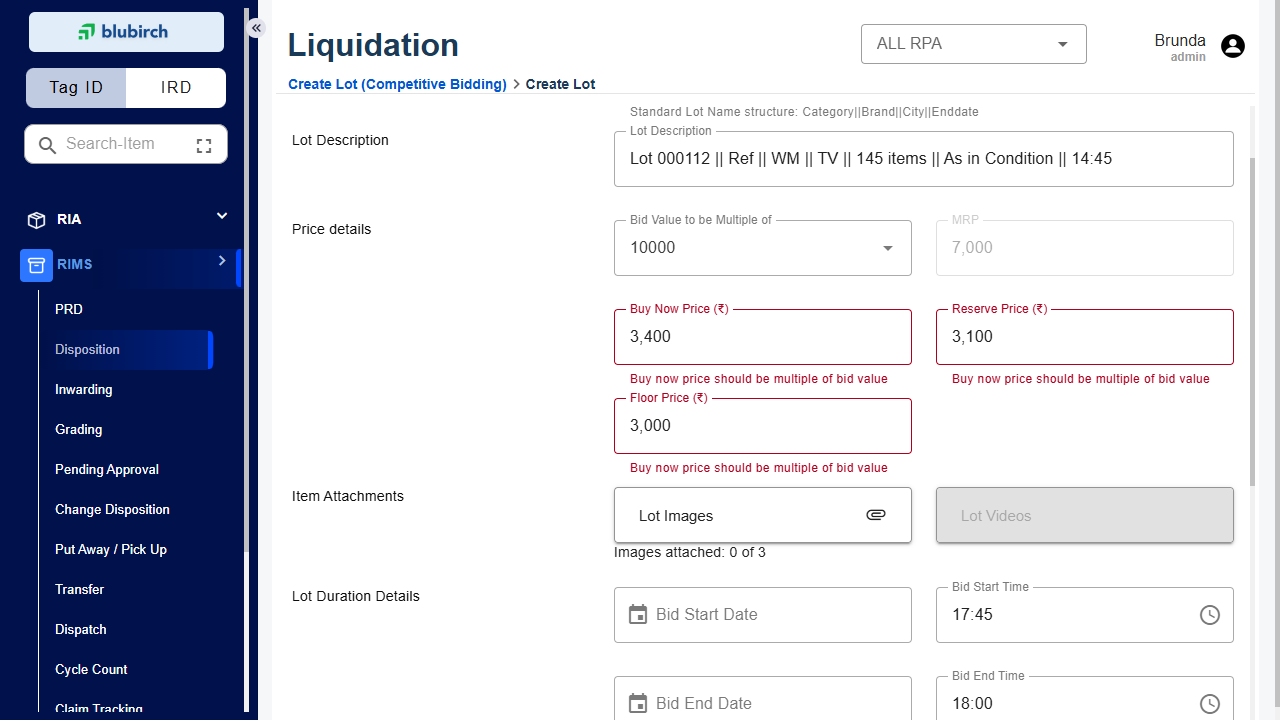 blubirch
Tag ID
IRD
Search-Item
RIA
RIMS
PRD
Disposition
Inwarding
Grading
Pending Approval
Change Disposition
Put Away / Pick Up
Transfer
Dispatch
Cycle Count
Claim Tracking
Liquidation
ALL RPA
Brunda
admin
Create Lot (Competitive Bidding) > Create Lot
Standard Lot Name structure: Category||Brand||City||Enddate
Lot Description
Lot Description
Lot 000112 || Ref || WM || TV || 145 items || As in Condition || 14:45
Price details
Bid Value to be Multiple of
10000
MRP
7,000
Buy Now Price (₹)
3,400
Buy now price should be multiple of bid value
Reserve Price (₹)
3,100
Buy now price should be multiple of bid value
Floor Price (₹)
3,000
Buy now price should be multiple of bid value
Item Attachments
Lot Images
Lot Videos
Images attached: 0 of 3
Lot Duration Details
Bid Start Date
Bid Start Time
17:45
Bid End Date
Bid End Time
18:00